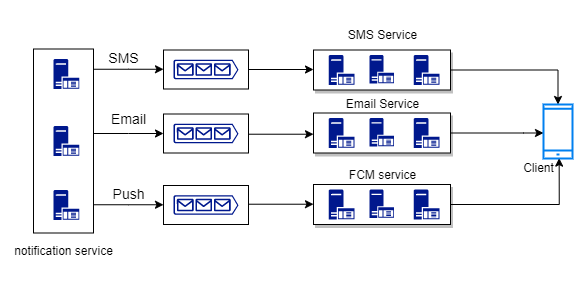 SMS Service
SMS
Email Service
Email
Client
FCM service
Push
notification service